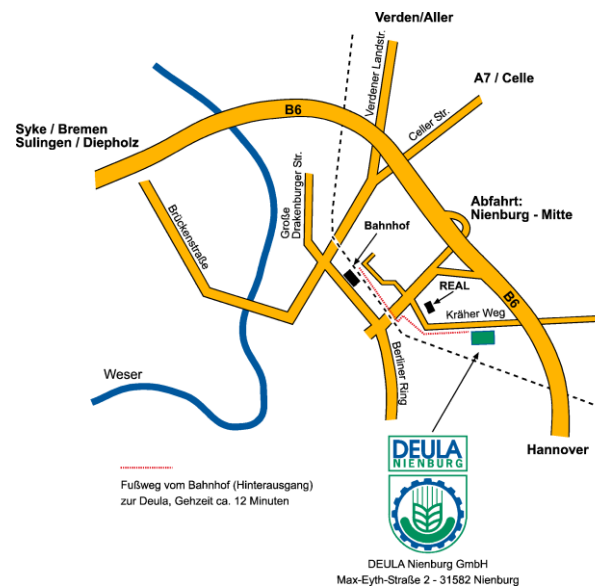 Verden/Aller
A7 / Celle
Verdener Landstr.
Celler Str.
B6
Syke / Bremen
Sulingen / Diepholz
Abfahrt:
Nienburg - Mitte
Große
Drakenburger Str.
Bahnhof
Brückenstraße
REAL
B6
Kräher Weg
Weser
Berliner Ring
Hannover
DEULA
NIENBURG
Fußweg vom Bahnhof (Hinterausgang)
zur Deula, Gehzeit ca. 12 Minuten
DEULA Nienburg GmbH
Max-Eyth-Straße 2 - 31582 Nienburg